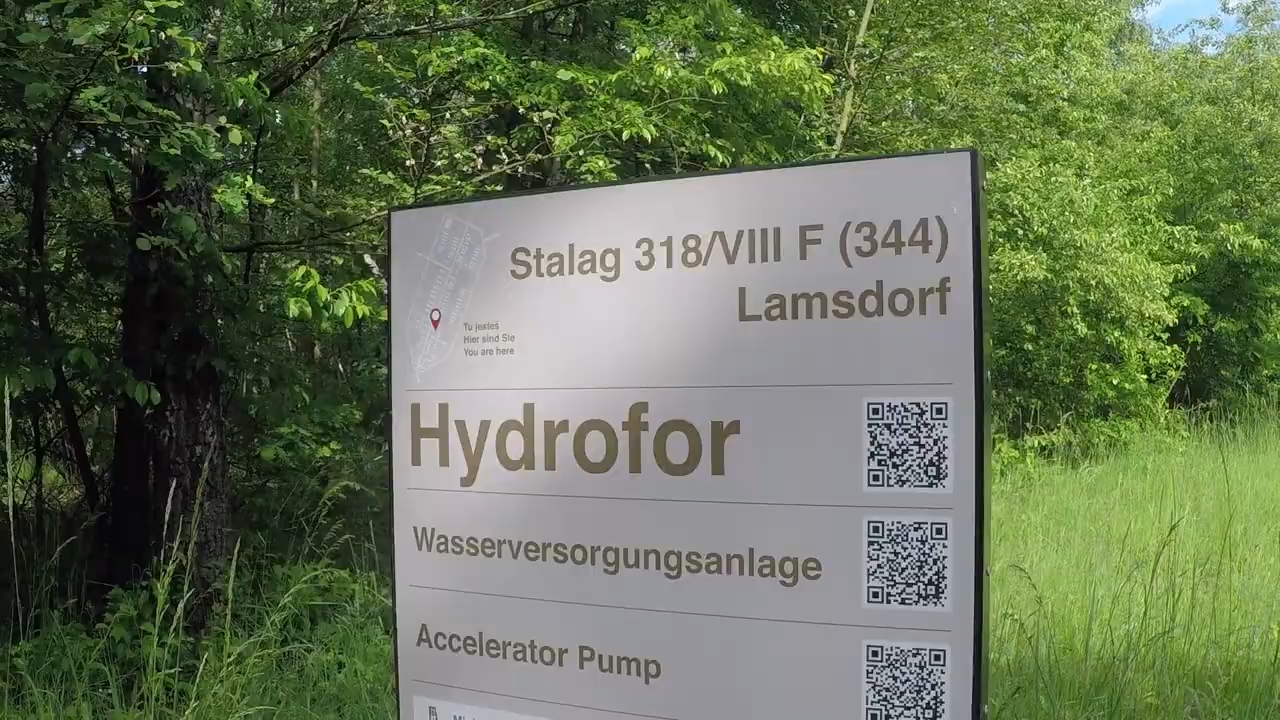 Stalag 318/VIII F (344)
Lamsdorf
Tu jesteś
Hier sind Sie
You are here
Hydrofor
Wasserversorgungsanlage
Accelerator Pump